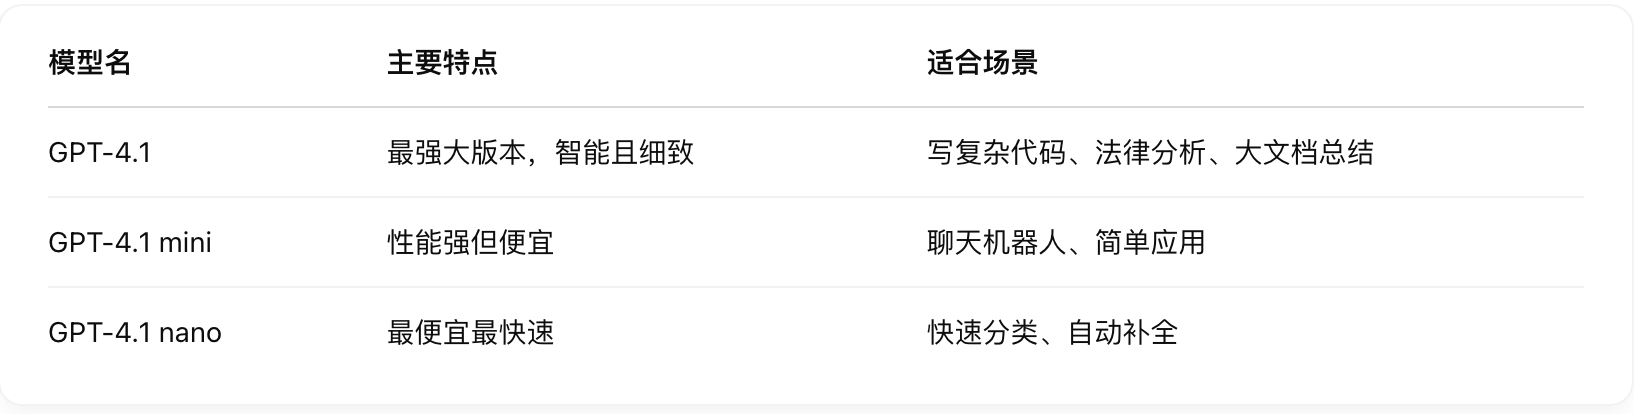 模型名 主要特点 适合场景
GPT-4.1 最强大版本，智能且细致 写复杂代码、法律分析、大文档总结
GPT-4.1 mini 性能强但便宜 聊天机器人、简单应用
GPT-4.1 nano 最便宜最快速 快速分类、自动补全